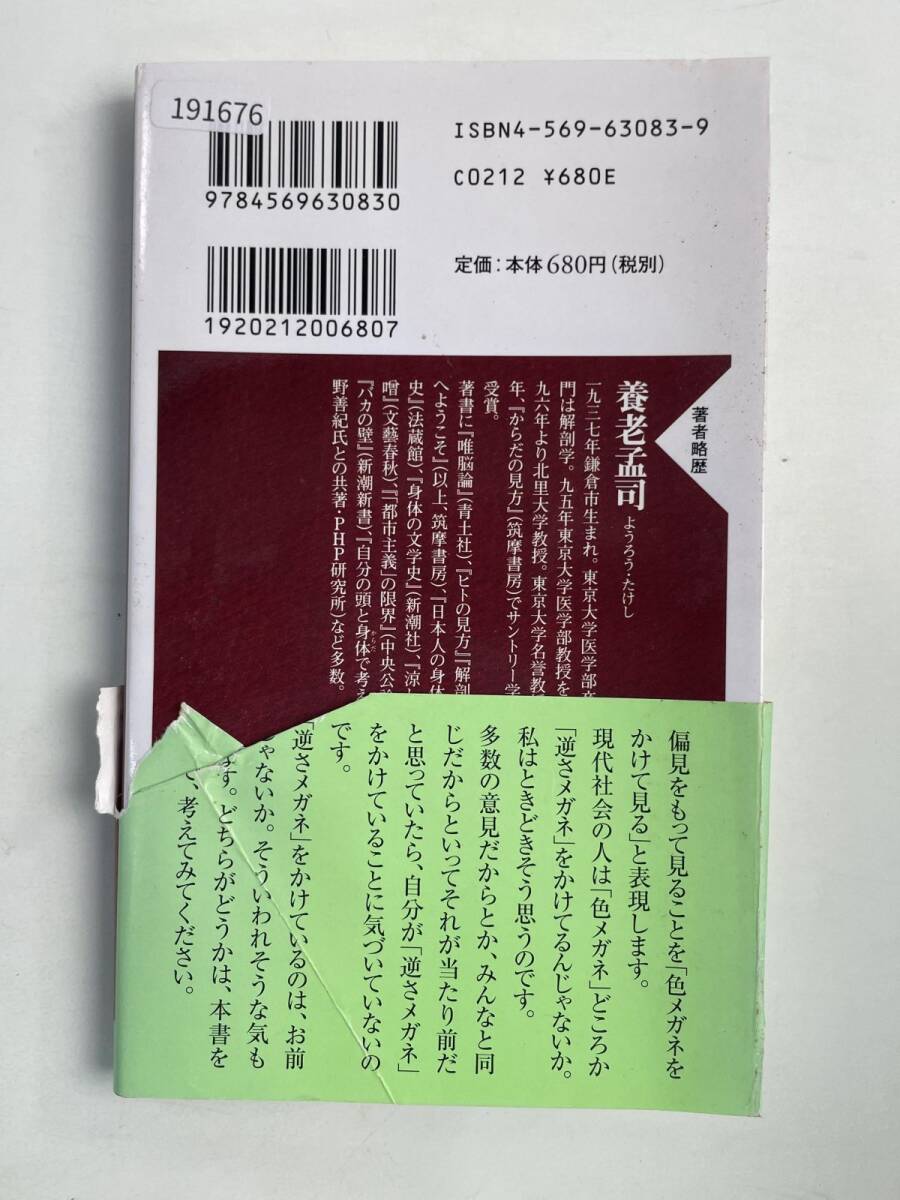 191676
ISBN4-569-63083-9
9784569630830
C0212 ¥680E
1920212006807
定価：本体680円（税別）
著者略歴
養老孟司 ようろう・たけし
一九三七年鎌倉市生まれ。東京大学医学部卒
門は解剖学。九五年東京大学医学部教授を
九六年より北里大学教授。東京大学名誉教
年、『からだの見方』（筑摩書房）でサントリー学
受賞。
著書に『唯脳論』（青土社）、『ヒトの見方』『解剖
へようこそ』（以上、筑摩書房）、『日本人の身体
史』（法蔵館）、『身体の文学史』（新潮社）、『涼し
噌』（文藝春秋）、『「都市主義」の限界』（中央公論
『バカの壁』（新潮新書）、『自分の頭と身体で考え
からだ
野善紀氏との共著・PHP研究所）など多数。
偏見をもって見ることを「色メガネを
かけて見る」と表現します。
現代社会の人は「色メガネ」どころか
「逆さメガネ」をかけてるんじゃないか。
私はときどきそう思うのです。
多数の意見だからとか、みんなと同
じだからといってそれが当たり前だ
と思っていたら、自分が「逆さメガネ」
をかけていることに気づいていないの
です。
「逆さメガネ」をかけているのは、お前
じゃないか。そういわれそうな気も
ます。どちらがどうかは、本書を
て、考えてみてください。